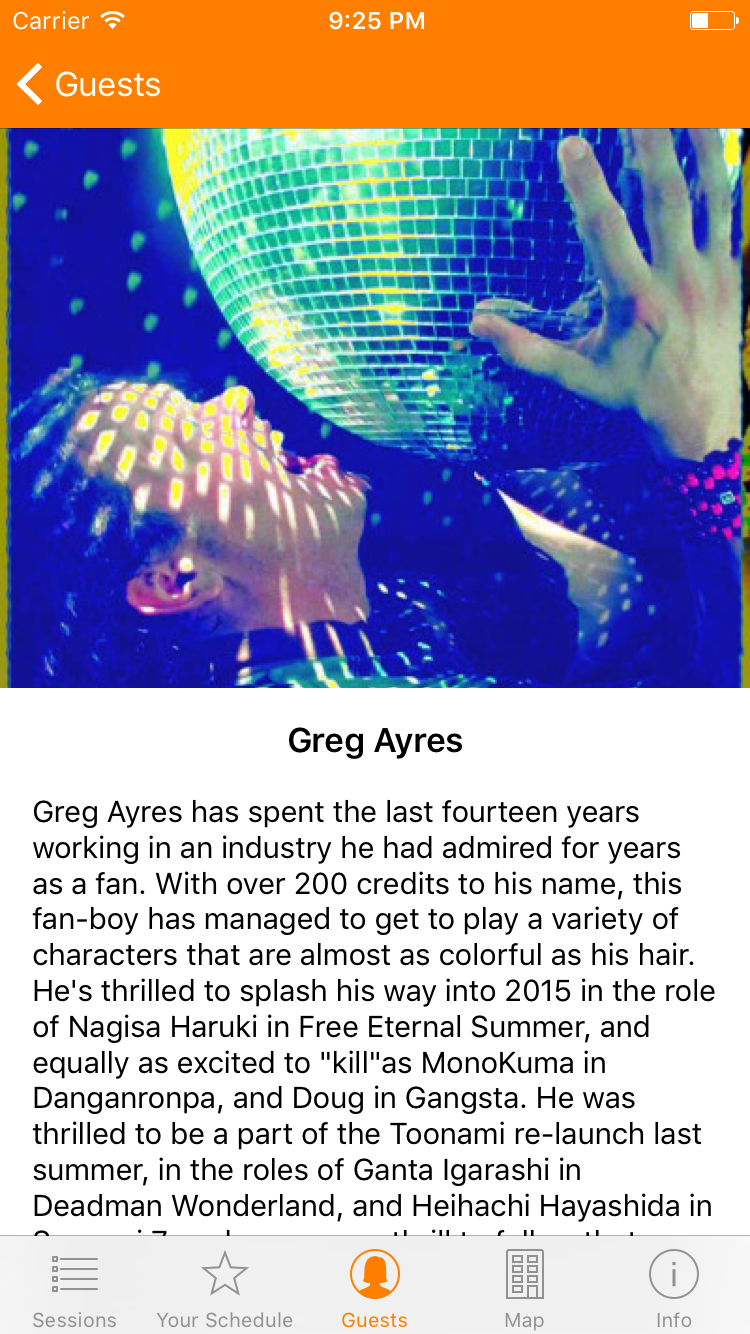 Carrier 9:25 PM
Guests
Greg Ayres
Greg Ayres has spent the last fourteen years
working in an industry he had admired for years
as a fan. With over 200 credits to his name, this
fan-boy has managed to get to play a variety of
characters that are almost as colorful as his hair.
He's thrilled to splash his way into 2015 in the role
of Nagisa Haruki in Free Eternal Summer, and
equally as excited to "kill"as MonoKuma in
Danganronpa, and Doug in Gangsta. He was
thrilled to be a part of the Toonami re-launch last
summer, in the roles of Ganta Igarashi in
Deadman Wonderland, and Heihachi Hayashida in
Sessions Your Schedule Guests Map Info